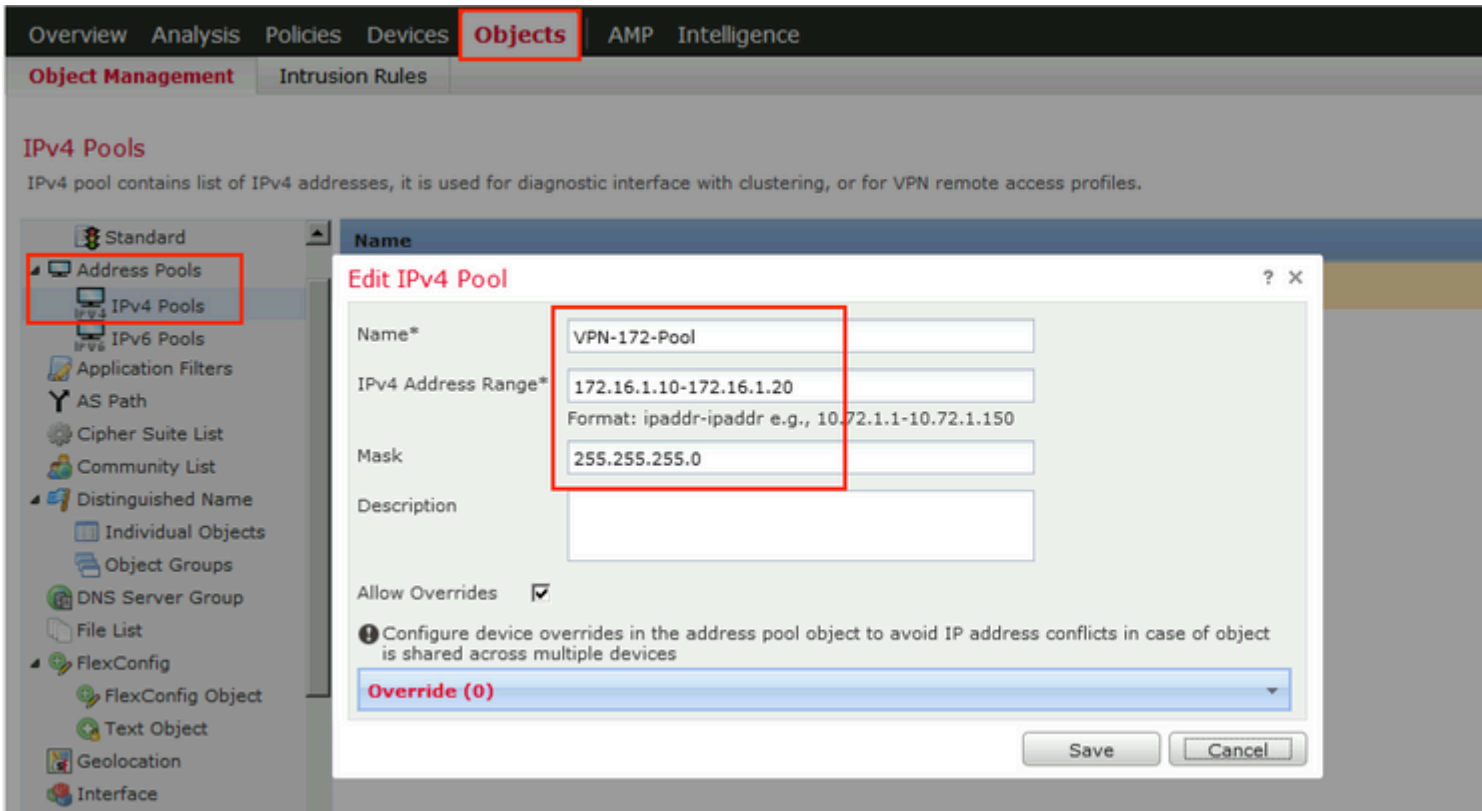 Overview Analysis Policies Devices Objects AMP Intelligence
Object Management Intrusion Rules
IPv4 Pools
IPv4 pool contains list of IPv4 addresses, it is used for diagnostic interface with clustering, or for VPN remote access profiles.
Standard
Address Pools
IPv4 Pools
IPv6 Pools
Application Filters
AS Path
Cipher Suite List
Community List
Distinguished Name
Individual Objects
Object Groups
DNS Server Group
File List
FlexConfig
FlexConfig Object
Text Object
Geolocation
Interface
Name
Edit IPv4 Pool ? ×
Name* VPN-172-Pool
IPv4 Address Range* 172.16.1.10-172.16.1.20
Format: ipaddr-ipaddr e.g., 10.72.1.1-10.72.1.150
Mask 255.255.255.0
Description
Allow Overrides
Configure device overrides in the address pool object to avoid IP address conflicts in case of object
is shared across multiple devices
Override (0)
Save Cancel